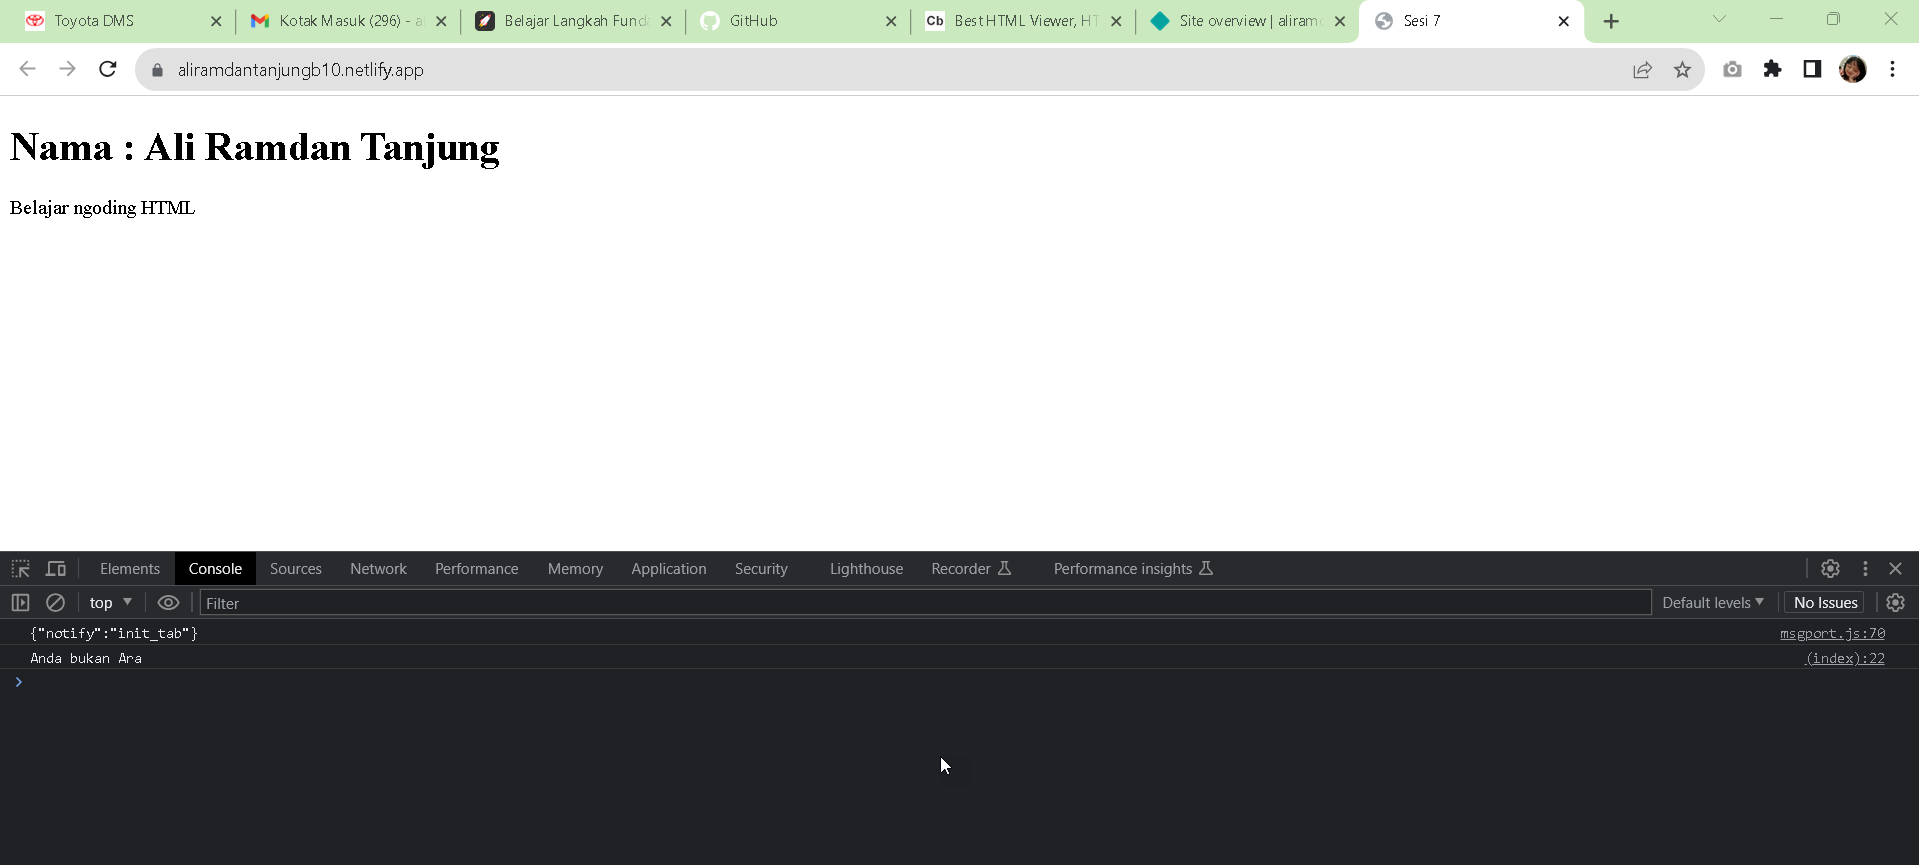 Toyota DMS
Kotak Masuk (296) - a
Belajar Langkah Funda
GitHub
Cb
Best HTML Viewer, HT
Site overview | aliramd
Sesi 7
aliramdantanjungb10.netlify.app
Nama : Ali Ramdan Tanjung
Belajar ngoding HTML
Elements Console Sources Network Performance Memory Application Security Lighthouse Recorder Performance insights
top Filter Default levels No Issues
{"notify":"init_tab"} msgport.js:70
Anda bukan Ara (index):22